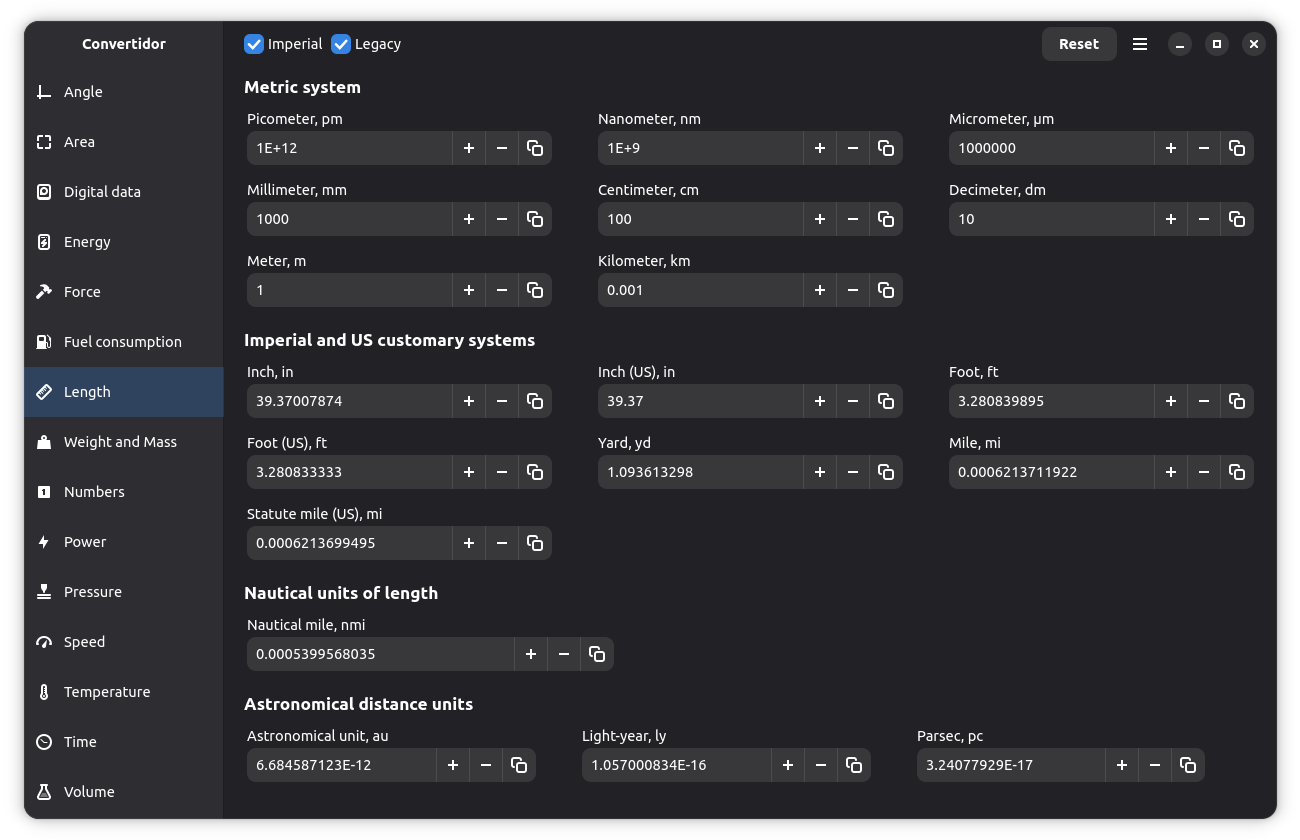 Convertidor
Imperial Legacy Reset
Angle
Area
Digital data
Energy
Force
Fuel consumption
Length
Weight and Mass
Numbers
Power
Pressure
Speed
Temperature
Time
Volume
Metric system
Picometer, pm Nanometer, nm Micrometer, µm
1E+12 1E+9 1000000
Millimeter, mm Centimeter, cm Decimeter, dm
1000 100 10
Meter, m Kilometer, km
1 0.001
Imperial and US customary systems
Inch, in Inch (US), in Foot, ft
39.37007874 39.37 3.280839895
Foot (US), ft Yard, yd Mile, mi
3.280833333 1.093613298 0.0006213711922
Statute mile (US), mi
0.0006213699495
Nautical units of length
Nautical mile, nmi
0.0005399568035
Astronomical distance units
Astronomical unit, au Light-year, ly Parsec, pc
6.684587123E-12 1.057000834E-16 3.24077929E-17